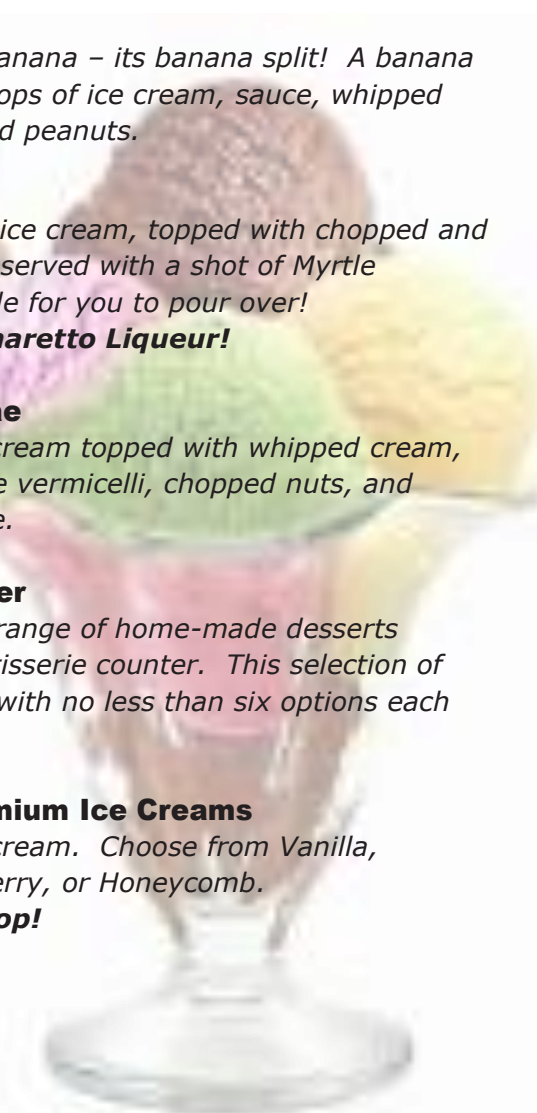 anana – its banana split! A banana
ops of ice cream, sauce, whipped
d peanuts.
ice cream, topped with chopped and
served with a shot of Myrtle
le for you to pour over!
naretto Liqueur!
ne
cream topped with whipped cream,
e vermicelli, chopped nuts, and
e.
er
range of home-made desserts
isserie counter. This selection of
with no less than six options each
mium Ice Creams
cream. Choose from Vanilla,
erry, or Honeycomb.
op!